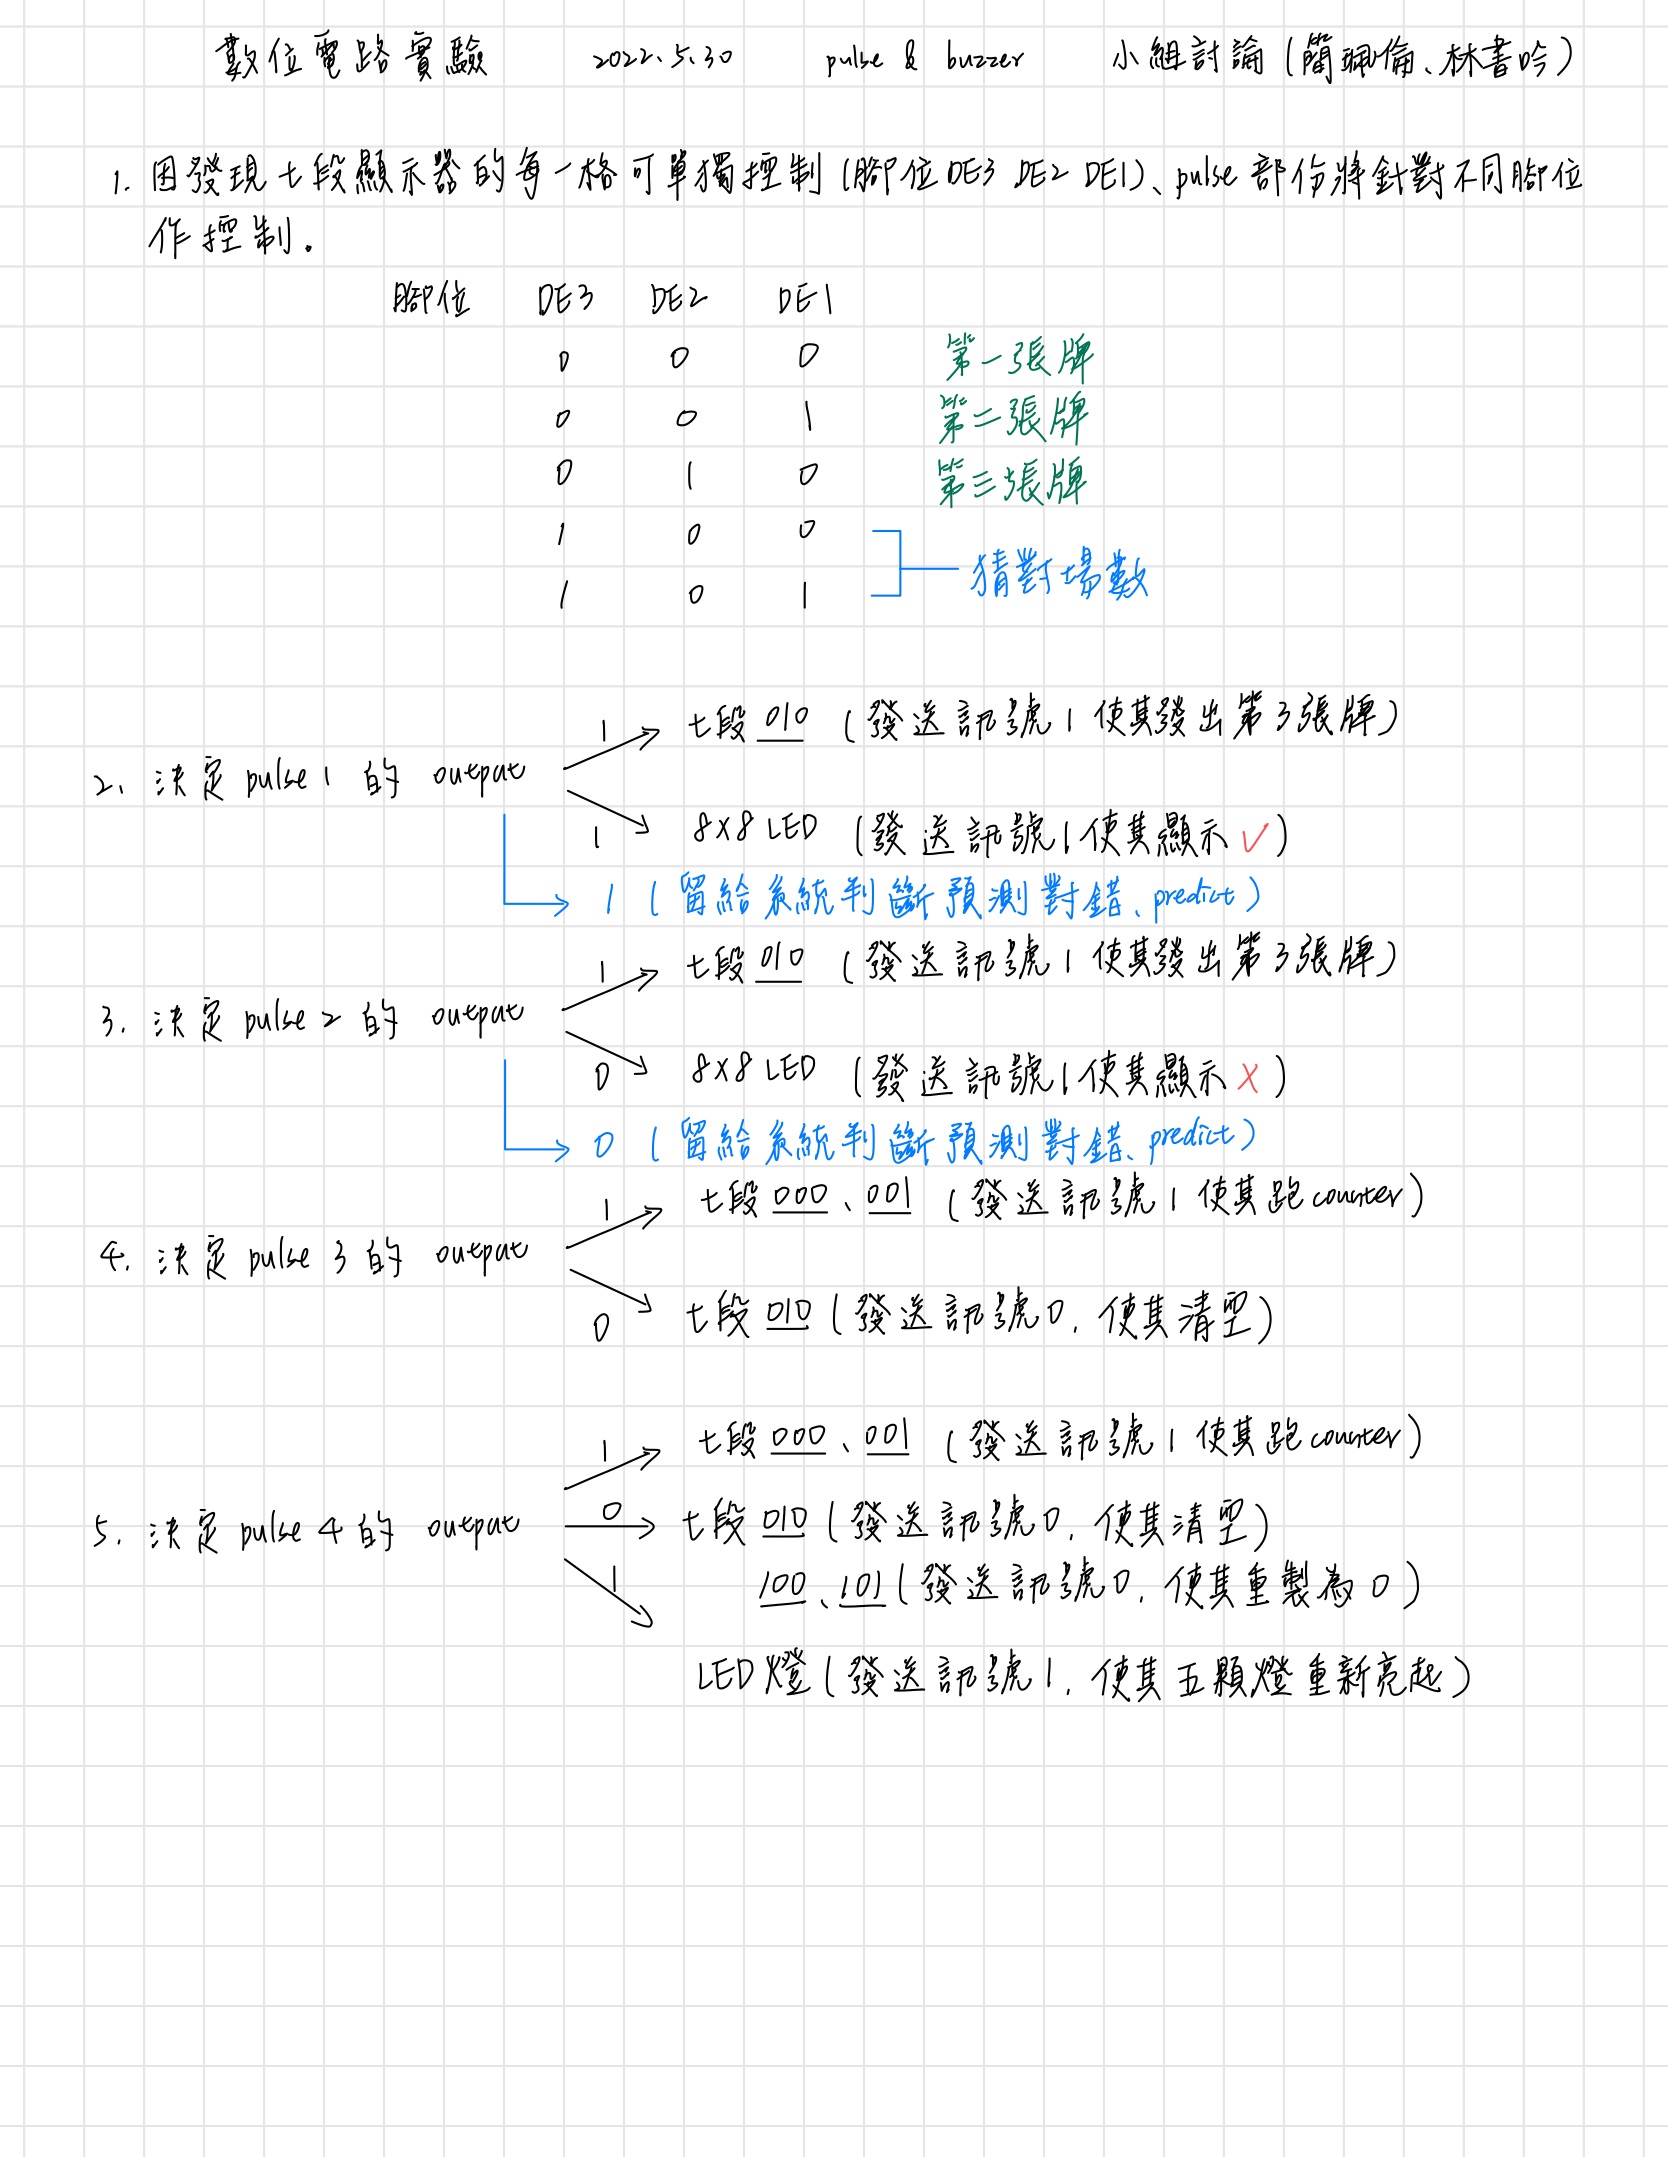 數位電路實驗 2022.5.30 pulse & buzzer 小組討論 (簡珮倫、林書吟)
1. 因發現七段顯示器的每一格可單獨控制 (腳位 DE3 DE2 DE1)、pulse 部份將針對不同腳位
作控制。
腳位 DE3 DE2 DE1
0 0 0 第一張牌
0 0 1 第二張牌
0 1 0 第三張牌
1 0 0
猜對場數
1 0 1
1 七段 010 (發送訊號1使其發出第3張牌)
2. 決定 pulse 1 的 output
1 8x8 LED (發送訊號1使其顯示 ✓)
1 (留給系統判斷預測對錯、predict)
1 七段 010 (發送訊號1使其發出第3張牌)
3. 決定 pulse 2 的 output
0 8x8 LED (發送訊號1使其顯示 X)
0 (留給系統判斷預測對錯、predict)
1 七段 000、001 (發送訊號1使其跑counter)
4. 決定 pulse 3 的 output
0 七段 010 (發送訊號0, 使其清空)
1 七段 000、001 (發送訊號1使其跑counter)
5. 決定 pulse 4 的 output 0 七段 010 (發送訊號0, 使其清空)
1 100、101 (發送訊號0, 使其重製為0)
LED燈 (發送訊號1, 使其五顆燈重新亮起)